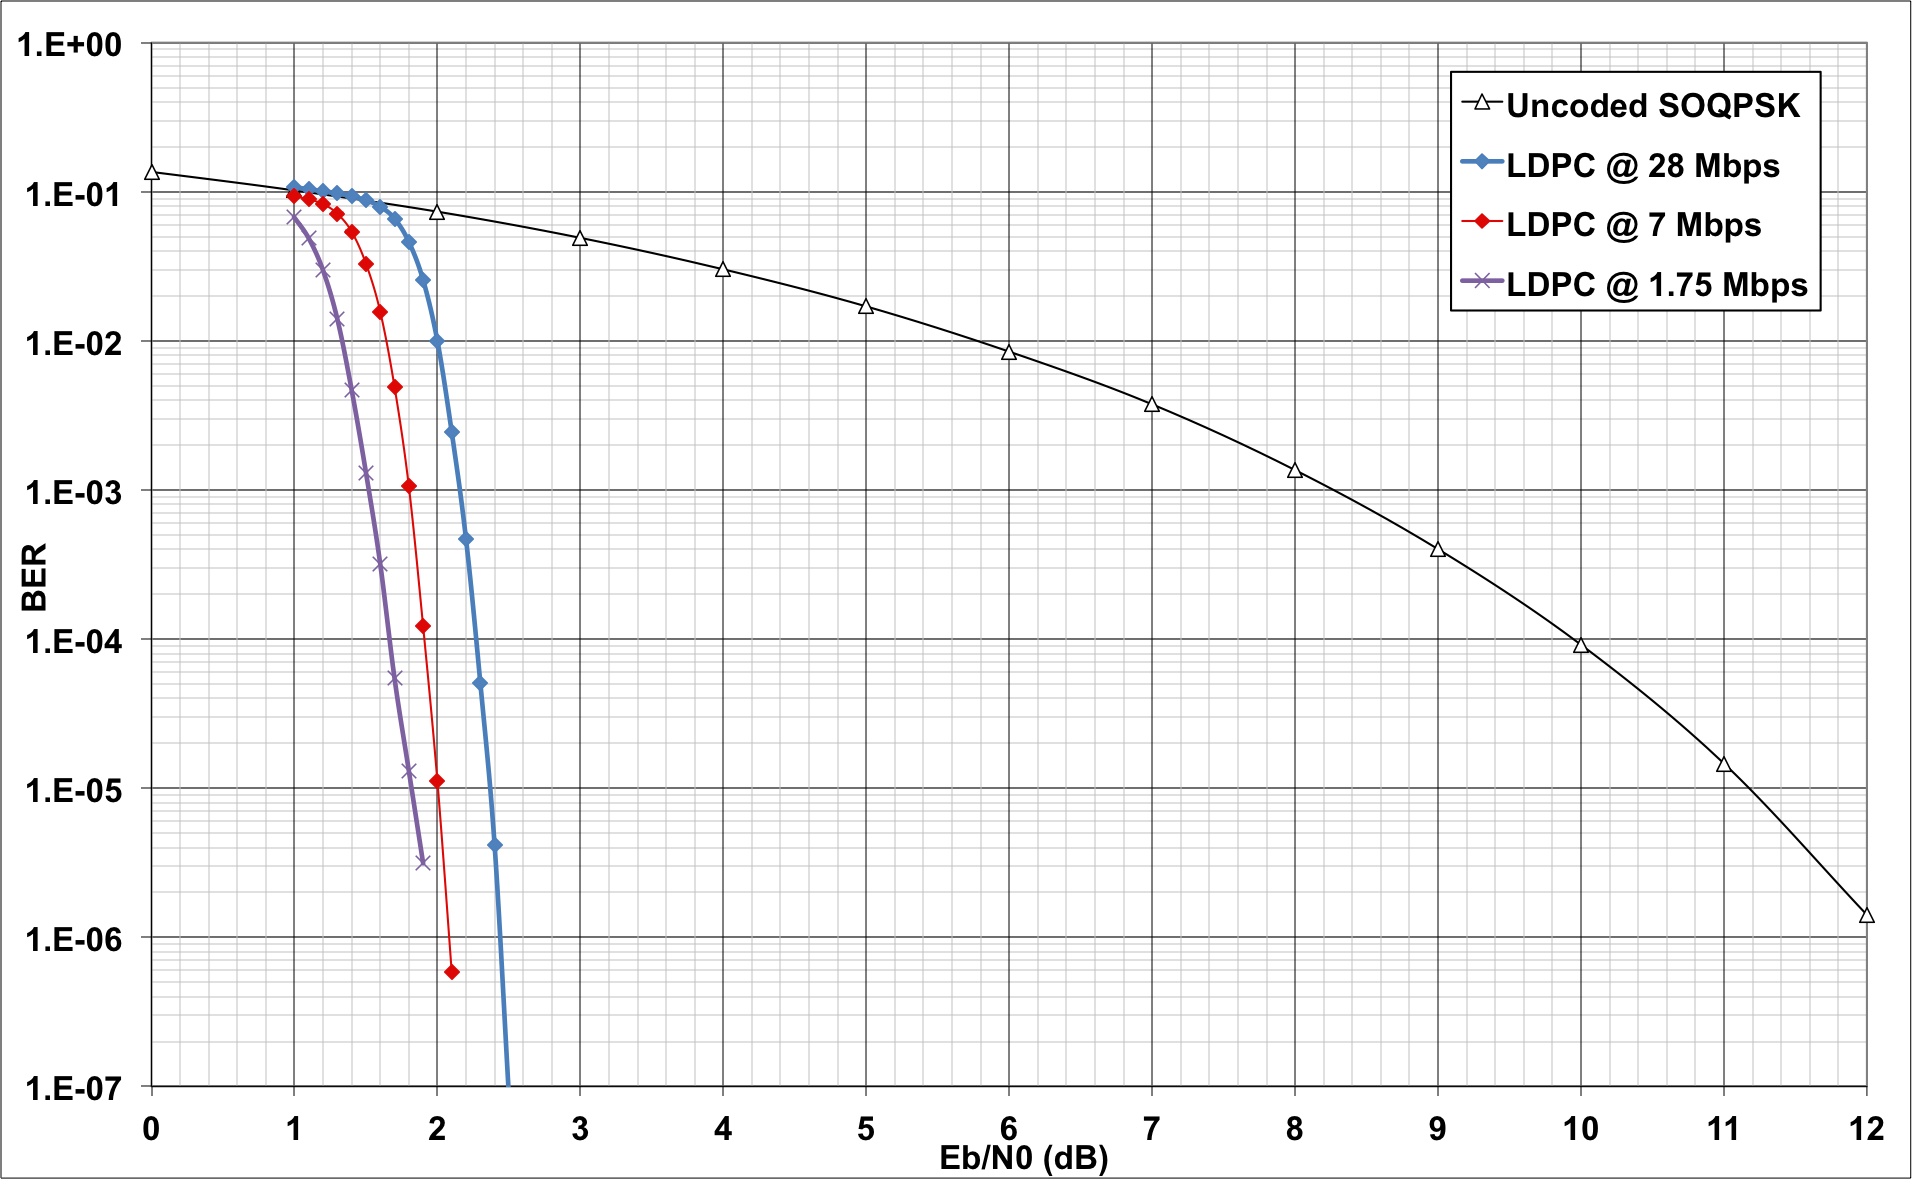 1.E+00
1.E-01
1.E-02
1.E-03
1.E-04
1.E-05
1.E-06
1.E-07
BER
Uncoded SOQPSK
LDPC @ 28 Mbps
LDPC @ 7 Mbps
LDPC @ 1.75 Mbps
0 1 2 3 4 5 6 7 8 9 10 11 12
Eb/N0 (dB)